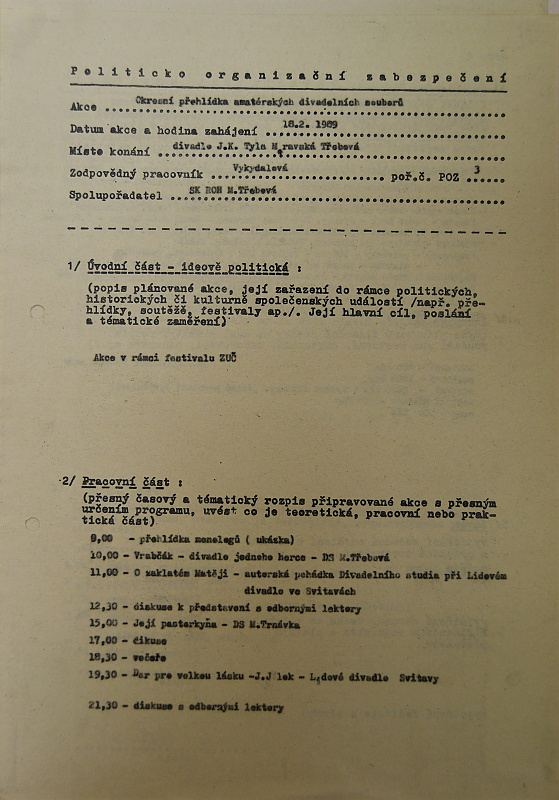 Politicko organizační zabezpečení
Akce ..... Okresní přehlídka amatérských divadelních souborů
Datum akce a hodina zahájení ..... 18.2. 1989
Místo konání ..... divadlo J.K. Tyla Moravská Třebová
Zodpovědný pracovník ..... Vykydalová ..... poř.č. POZ ..3...
Spolupořadatel ..... SK ROH M.Třebová
1/ Úvodní část - ideově politická :
(popis plánované akce, její zařazení do rámce politických,
historických či kulturně společenských událostí /např. pře-
hlídky, soutěže, festivaly ap./. Její hlavní cíl, poslání
a tématické zaměření)
Akce v rámci festivalu ZUČ
2/ Pracovní část :
(přesný časový a tématický rozpis připravované akce s přesným
určením programu, uvést co je teoretická, pracovní nebo prak-
tická část)
9,00 - přehlídka monologů ( ukázka)
10,00 - Vrabčák - divadlo jednoho herce - DS M.Třebová
11,00 - O zakletém Matěji - autorská pohádka Divadelního studia při Lidovém
divadle ve Svitavách
12,30 - diskuse k představení s odbornými lektory
15,00 - Její pastorkyňa - DS M.Trnávka
17,00 - dikuse
18,30 - večeře
19,30 - Dar pro velkou lásku -J.J lek - Lidové divadlo Svitavy
21,30 - diskuse s odbornými lektory